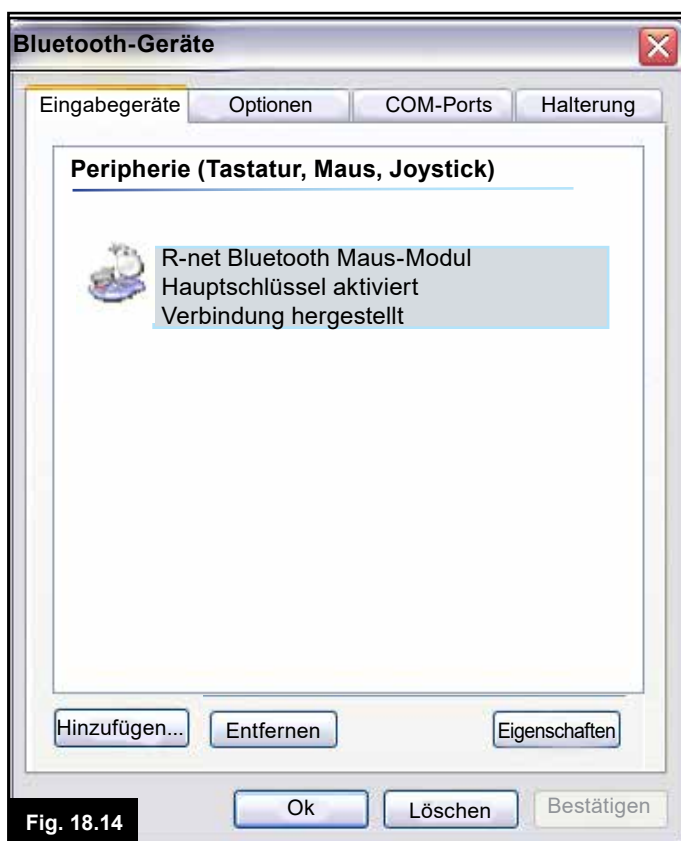 Bluetooth-Geräte
Eingabegeräte Optionen COM-Ports Halterung
Peripherie (Tastatur, Maus, Joystick)
R-net Bluetooth Maus-Modul
Hauptschlüssel aktiviert
Verbindung hergestellt
Hinzufügen... Entfernen Eigenschaften
Ok Löschen Bestätigen
Fig. 18.14